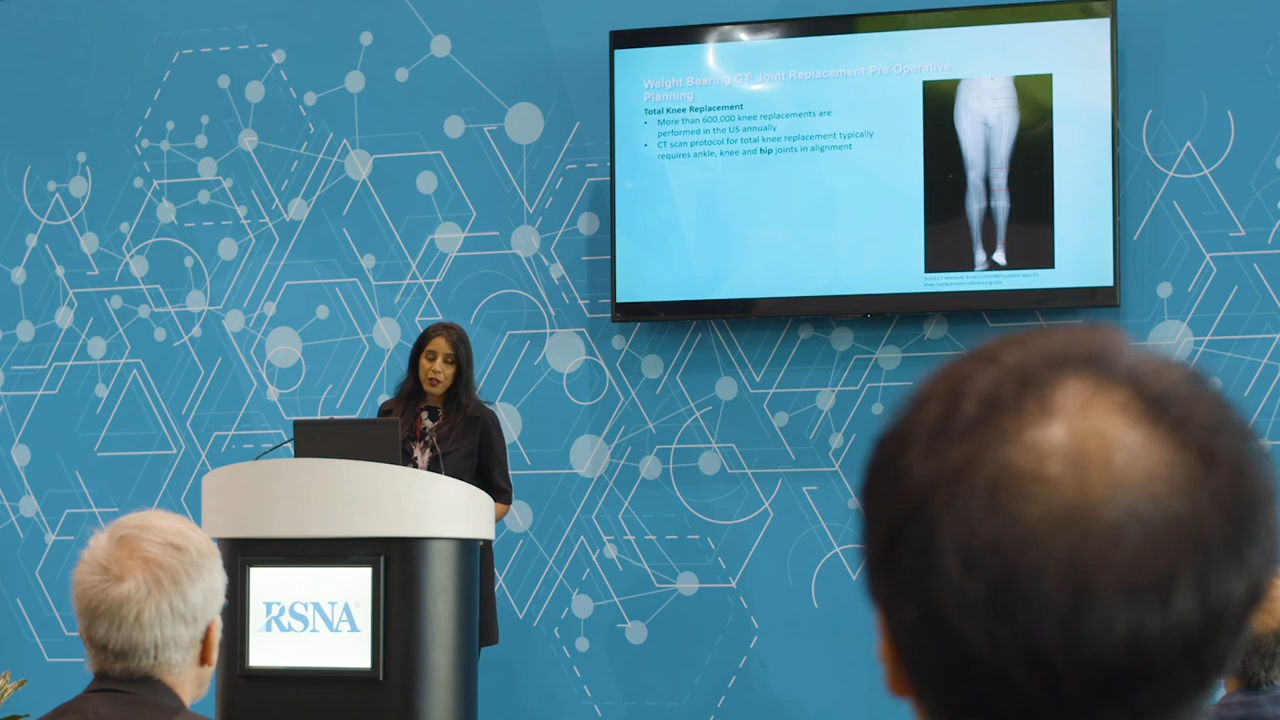 Weight Bearing CT: Joint Replacement Pre-Operative
Planning
Total Knee Replacement
• More than 600,000 knee replacements are
performed in the US annually
• CT scan protocol for total knee replacement typically
requires ankle, knee and hip joints in alignment
RSNA